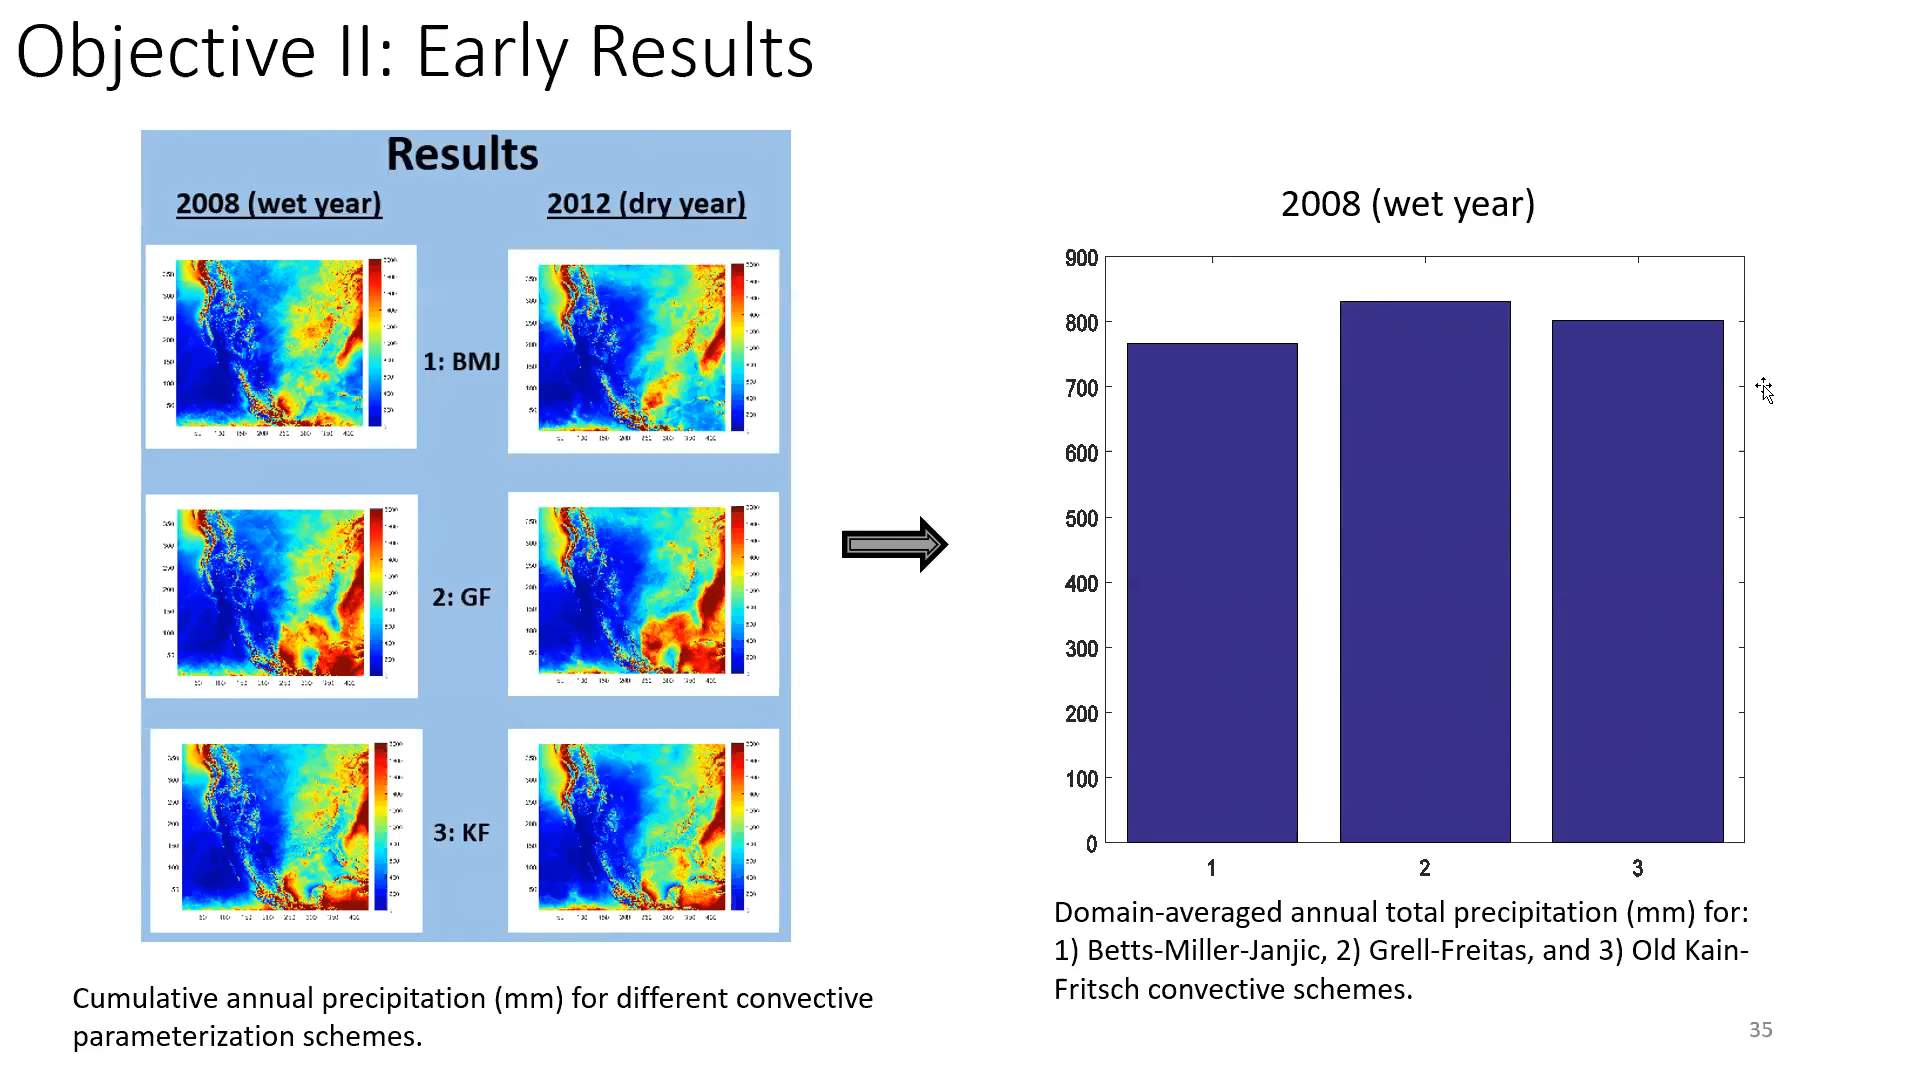 Objective II: Early Results
Results
2008 (wet year)
2012 (dry year)
1: BMJ
2: GF
3: KF
Cumulative annual precipitation (mm) for different convective
parameterization schemes.
2008 (wet year)
900
800
700
600
500
400
300
200
100
0
1
2
3
Domain-averaged annual total precipitation (mm) for:
1) Betts-Miller-Janjic, 2) Grell-Freitas, and 3) Old Kain-
Fritsch convective schemes.
35